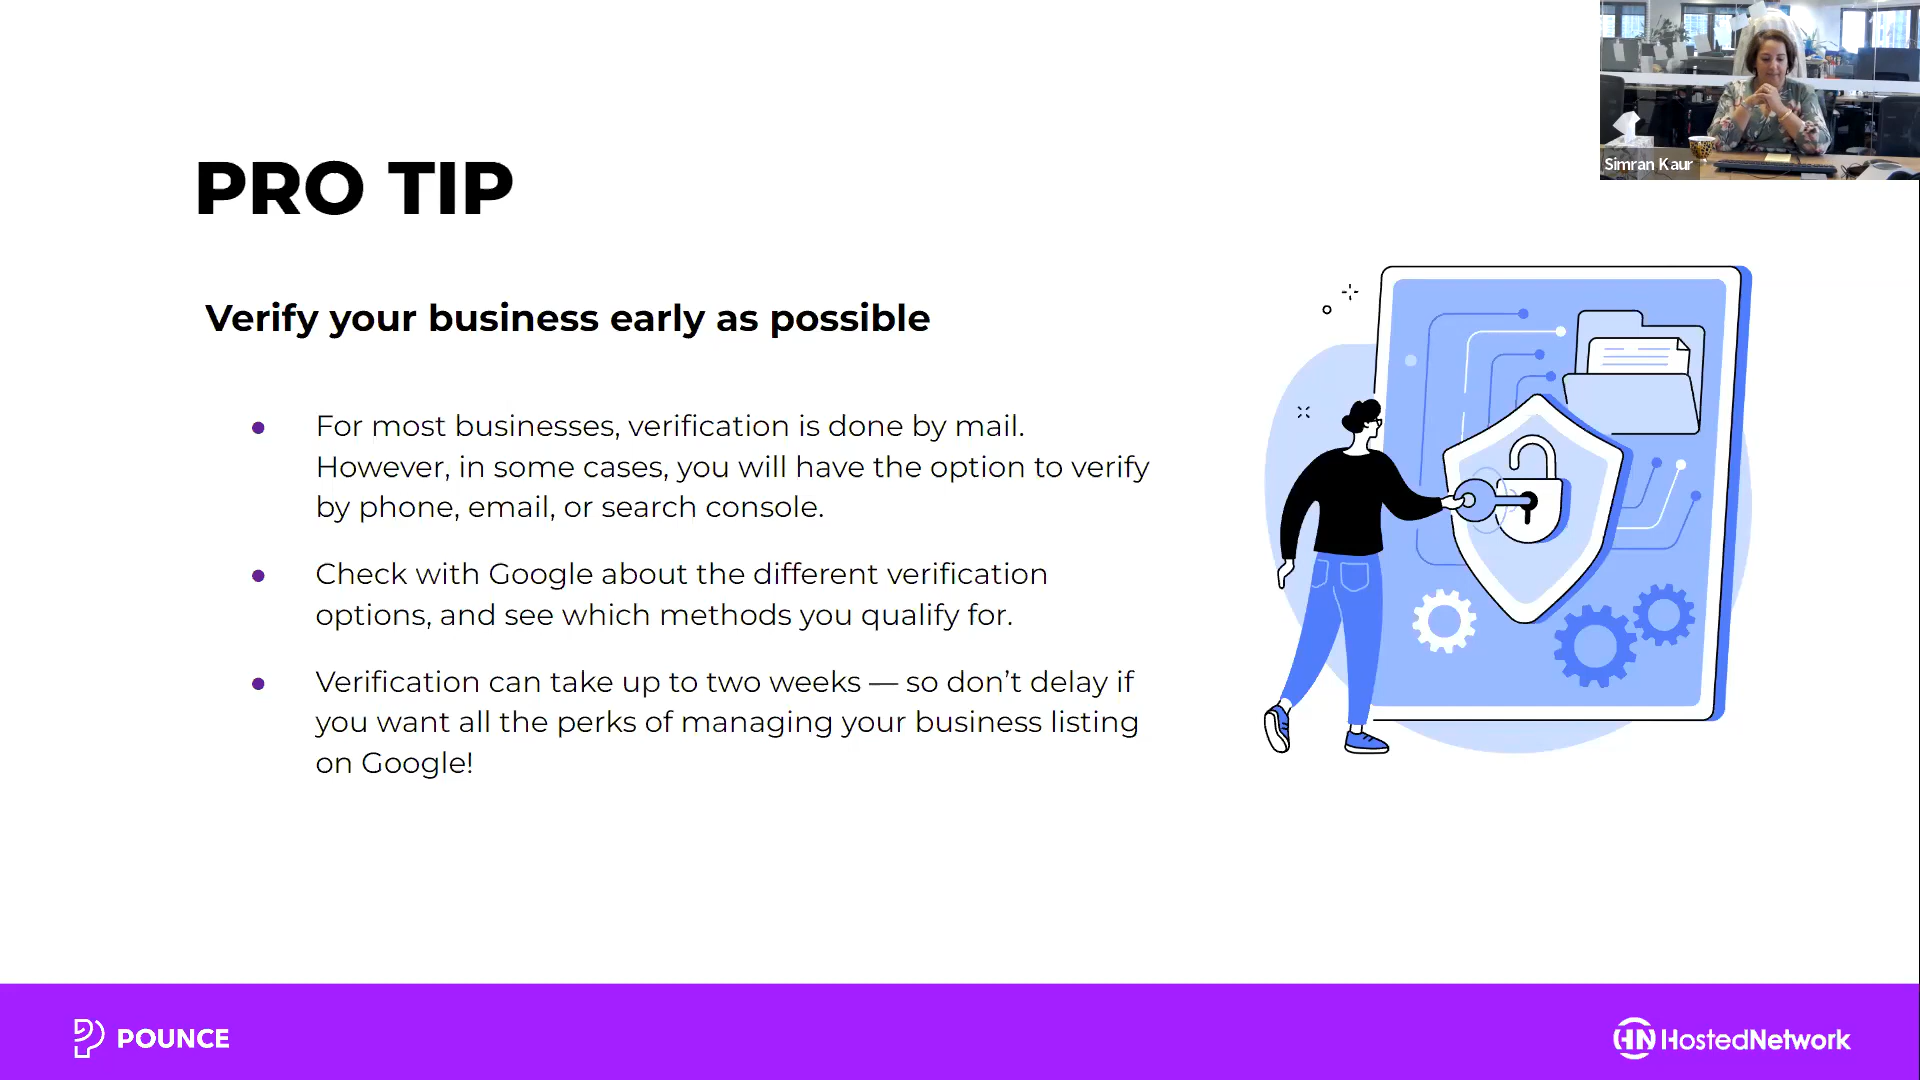 Simran Kaur
PRO TIP
Verify your business early as possible
● For most businesses, verification is done by mail.
However, in some cases, you will have the option to verify
by phone, email, or search console.
● Check with Google about the different verification
options, and see which methods you qualify for.
● Verification can take up to two weeks — so don’t delay if
you want all the perks of managing your business listing
on Google!
POUNCE
HN HostedNetwork